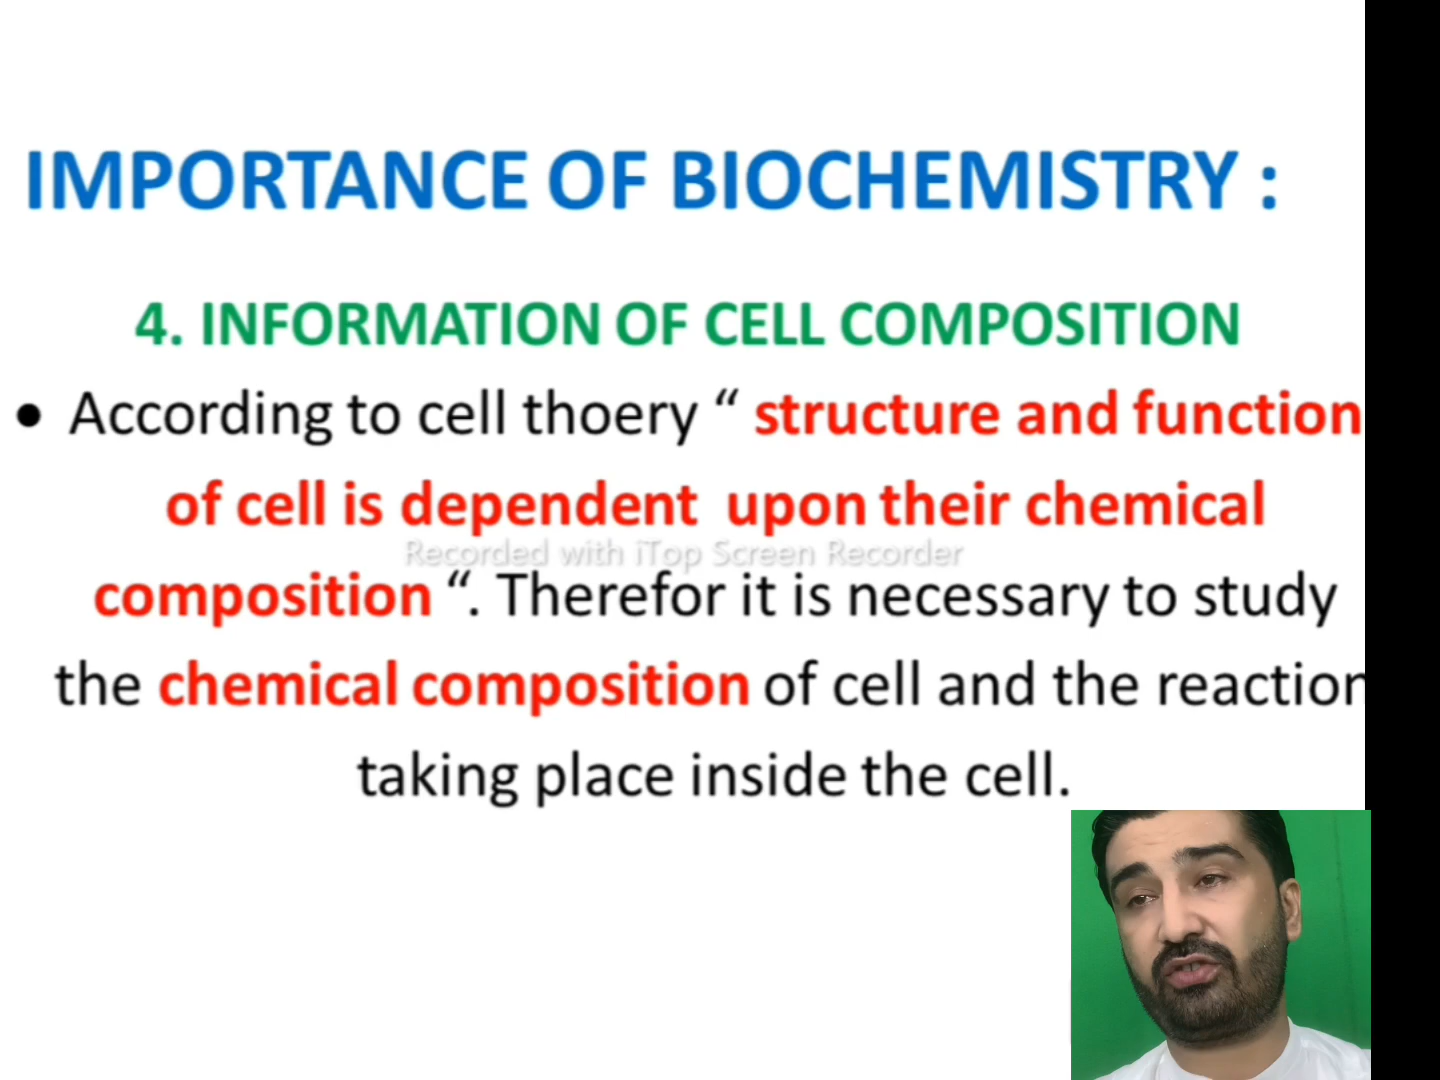 IMPORTANCE OF BIOCHEMISTRY :
4. INFORMATION OF CELL COMPOSITION
• According to cell thoery “ structure and function
of cell is dependent upon their chemical
Recorded with iTop Screen Recorder
composition “. Therefor it is necessary to study
the chemical composition of cell and the reaction
taking place inside the cell.